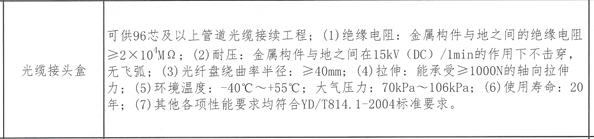 光缆接头盒
可供96芯及以上管道光缆接续工程；(1)绝缘电阻：金属构件与地之间的绝缘电阻
≥2×10⁴MΩ；(2)耐压：金属构件与地之间在15kV（DC）/1min的作用下不击穿，
无飞弧；(3)光纤盘绕曲率半径：≥40mm；(4)拉伸：能承受≥1000N的轴向拉伸
力；(5)环境温度：-40℃～+55℃；大气压力：70kPa～106kPa；(6)使用寿命：20
年；(7)其他各项性能要求均符合YD/T814.1-2004标准要求。